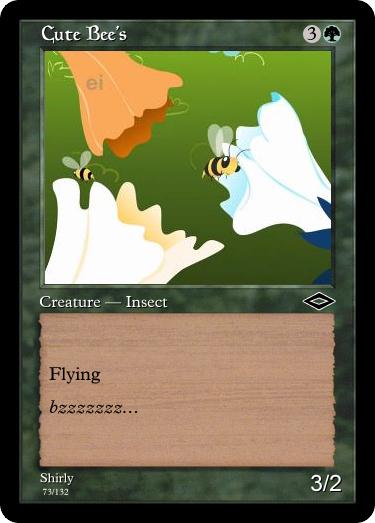 Cute Bee's 3
ei
Creature — Insect
Flying
bzzzzzzz...
Shirly
73/132
3/2